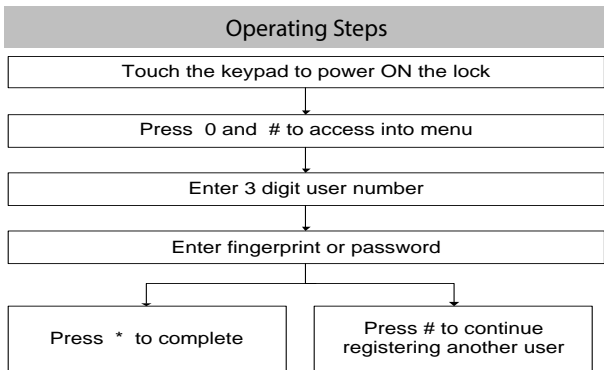 Operating Steps
Touch the keypad to power ON the lock
Press 0 and # to access into menu
Enter 3 digit user number
Enter fingerprint or password
Press * to complete
Press # to continue
registering another user